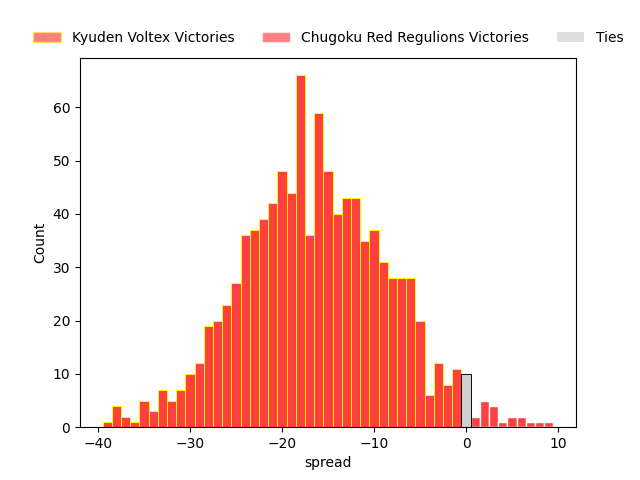 Kyuden Voltex Victories Chugoku Red Regulions Victories Ties
60
50
40
30
20
10
0
Count
−40 −30 −20 −10 0 10
spread